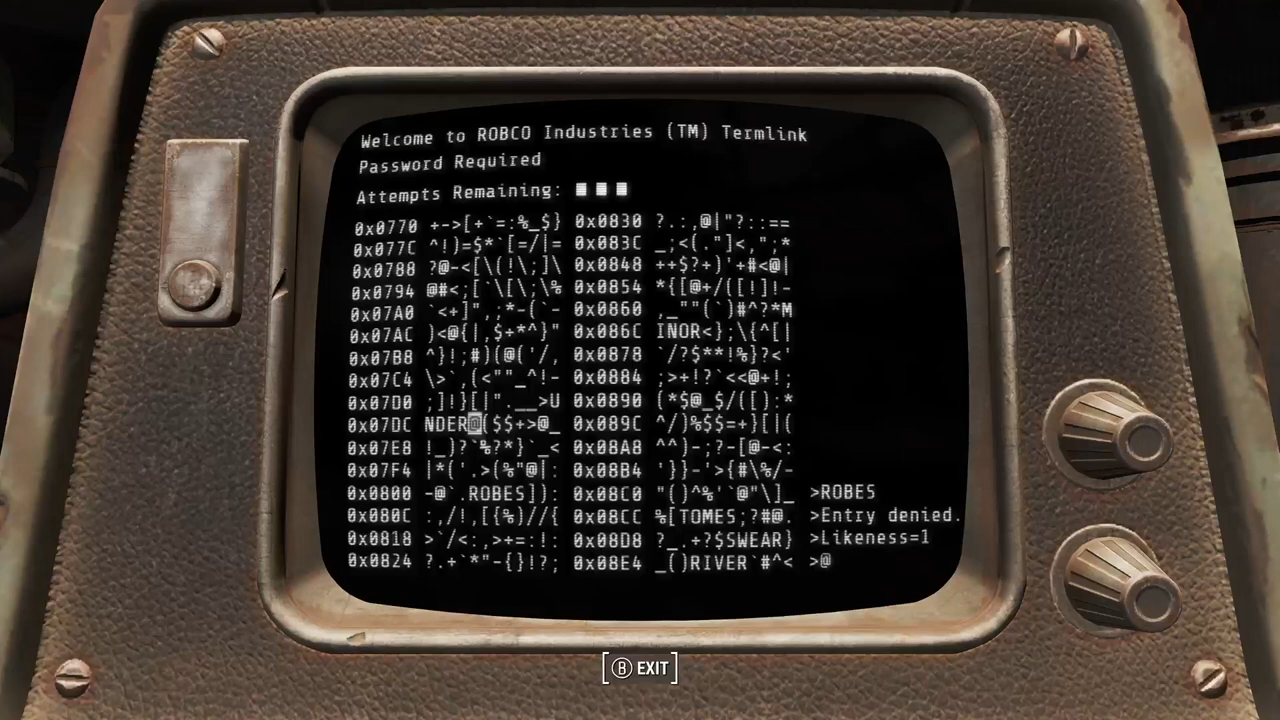 Welcome to ROBCO Industries (TM) Termlink
Password Required
Attempts Remaining: ■ ■ ■
0x0770 +->[+`=:%_$} 0x0830 ?.:,@|"?::==
0x077C ^!)=$*`[=/|= 0x083C _;<(."]<,";*
0x0788 ?@-<[\(!\;]\ 0x0848 ++$?+)'+#<@|
0x0794 @#<;[`\[\;\% 0x0854 *{[@+/([!]!-
0x07A0 `<+]",;*-(`- 0x0860 ,_""(`)#^?*M
0x07AC )<@{|,$+*^}" 0x086C INOR<};\{^[|
0x07B8 ^}!;#)(@('/, 0x0878 `/?$**!%}?<'
0x07C4 \>`,(<""_^!- 0x0884 ;>+!?`<<@+!;
0x07D0 ;]!}[|".__>U 0x0890 (*$@_$/([):*
0x07DC NDER@($$+>@_ 0x089C ^/)%$$=+}[|(
0x07E8 !_)?`%?*}`_< 0x08A8 ^^)-;?-[@-<:
0x07F4 |*('.>(%"@|: 0x08B4 '}}-'>{#\%/-
0x0800 -@`.ROBES]): 0x08C0 "()^%'`@"\]_ >ROBES
0x080C :,/!,[{%)//{ 0x08CC %[TOMES;?#@. >Entry denied.
0x0818 >`/<:,>+=:!: 0x08D8 ?_.+?$SWEAR} >Likeness=1
0x0824 ?.+`*"-{}!?; 0x08E4 _()RIVER`#^< >@
B EXIT